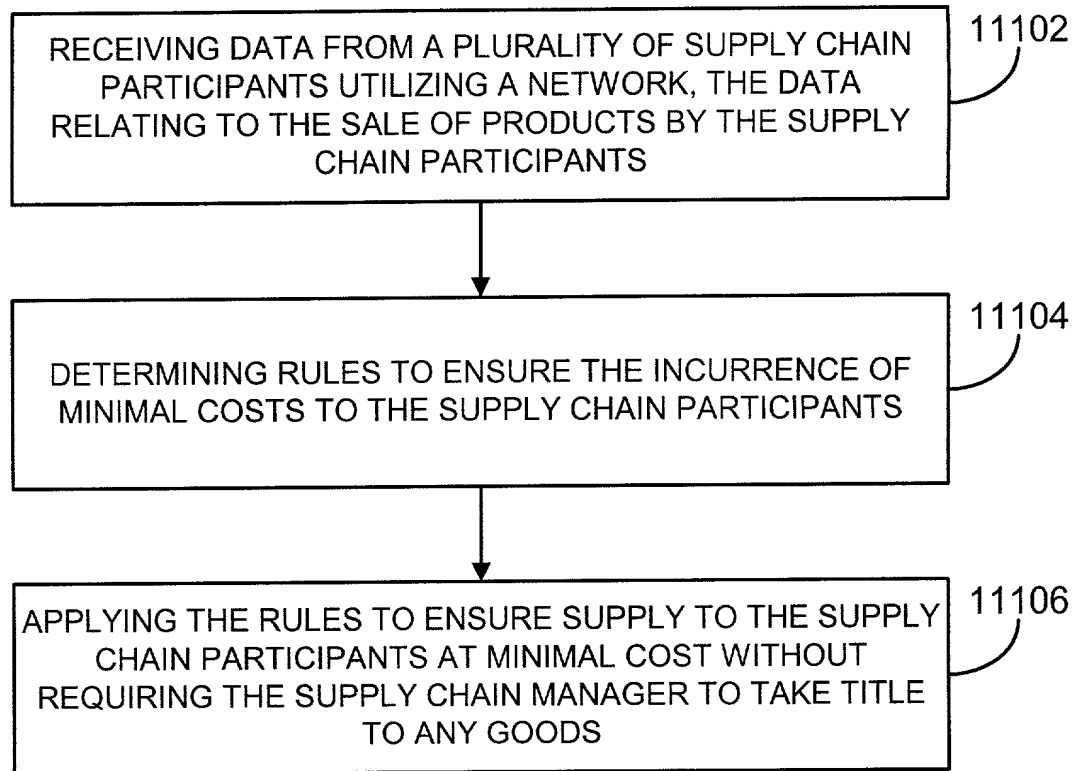 RECEIVING DATA FROM A PLURALITY OF SUPPLY CHAIN
PARTICIPANTS UTILIZING A NETWORK, THE DATA
RELATING TO THE SALE OF PRODUCTS BY THE SUPPLY
CHAIN PARTICIPANTS
11102
DETERMINING RULES TO ENSURE THE INCURRENCE OF
MINIMAL COSTS TO THE SUPPLY CHAIN PARTICIPANTS
11104
APPLYING THE RULES TO ENSURE SUPPLY TO THE SUPPLY
CHAIN PARTICIPANTS AT MINIMAL COST WITHOUT
REQUIRING THE SUPPLY CHAIN MANAGER TO TAKE TITLE
TO ANY GOODS
11106